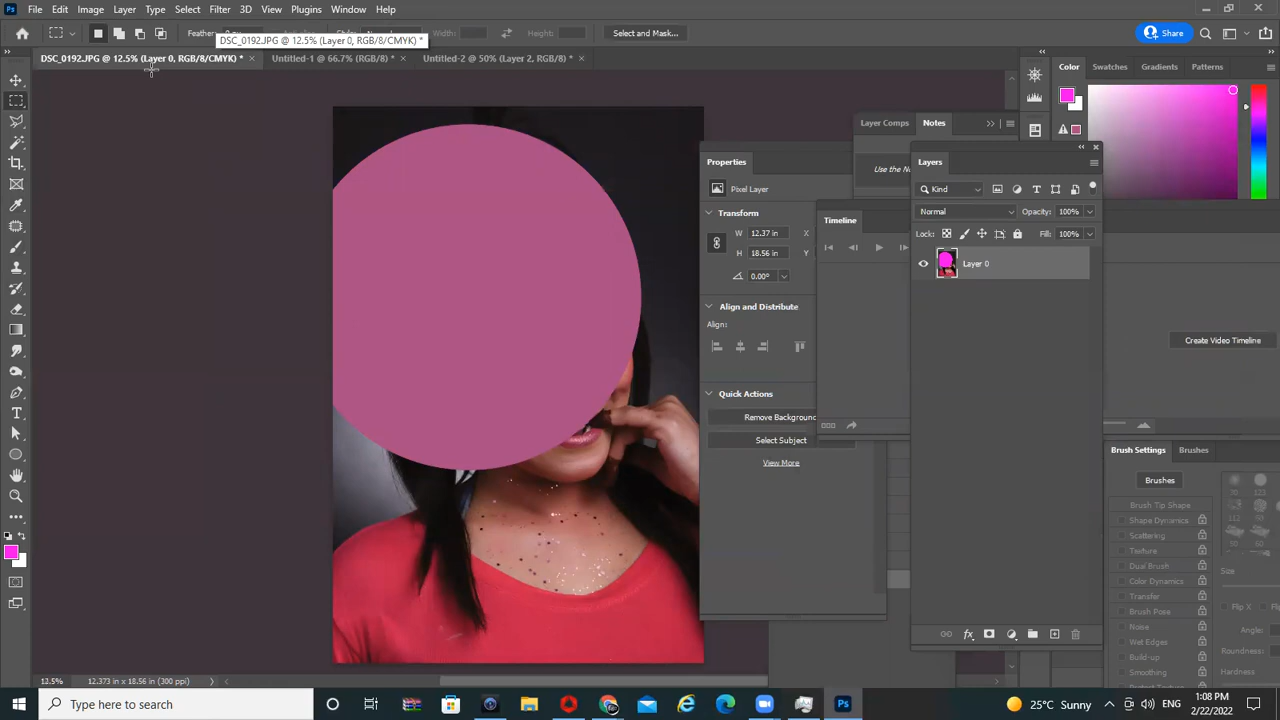 File Edit Image Layer Type Select Filter 3D View Plugins Window Help
Feather:
Width:
Height:
Select and Mask...
Share
DSC_0192.JPG @ 12.5% (Layer 0, RGB/8/CMYK) *
DSC_0192.JPG @ 12.5% (Layer 0, RGB/8/CMYK) * ×
Untitled-1 @ 66.7% (RGB/8) * ×
Untitled-2 @ 50% (Layer 2, RGB/8) * ×
Color Swatches Gradients Patterns
Layer Comps Notes
Use the No
Properties
Pixel Layer
Transform
W 12.37 in X
H 18.56 in Y
0.00°
Align and Distribute
Align:
Quick Actions
Remove Background
Select Subject
View More
Timeline
Layers
Kind
Normal Opacity: 100%
Lock: Fill: 100%
Layer 0
Create Video Timeline
Brush Settings Brushes
Brushes
Brush Tip Shape
Shape Dynamics
Scattering
Texture
Dual Brush
Color Dynamics
Transfer
Brush Pose
Noise
Wet Edges
Build-up
Smoothing
Size
Flip X
Angle:
Roundness:
Hardness
12.5% 12.373 in x 18.56 in (300 ppi)
Type here to search
25°C Sunny
ENG
1:08 PM
2/22/2022